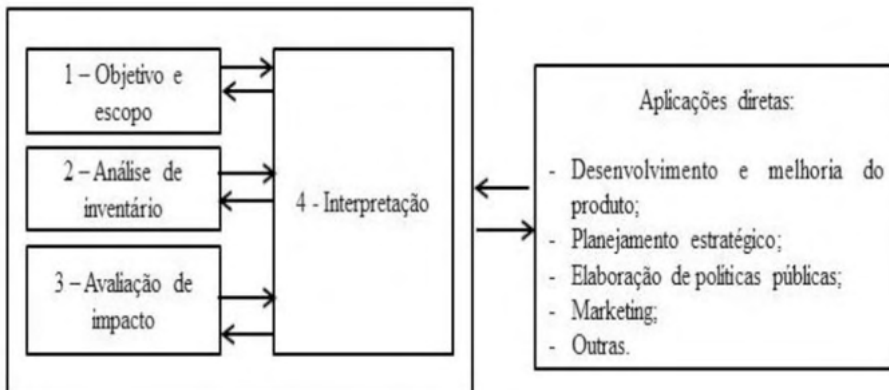 1 – Objetivo e
escopo
2 – Análise de
inventário
3 – Avaliação de
impacto
4 - Interpretação
Aplicações diretas:
- Desenvolvimento e melhoria do
produto;
- Planejamento estratégico;
- Elaboração de políticas públicas;
- Marketing;
- Outras.